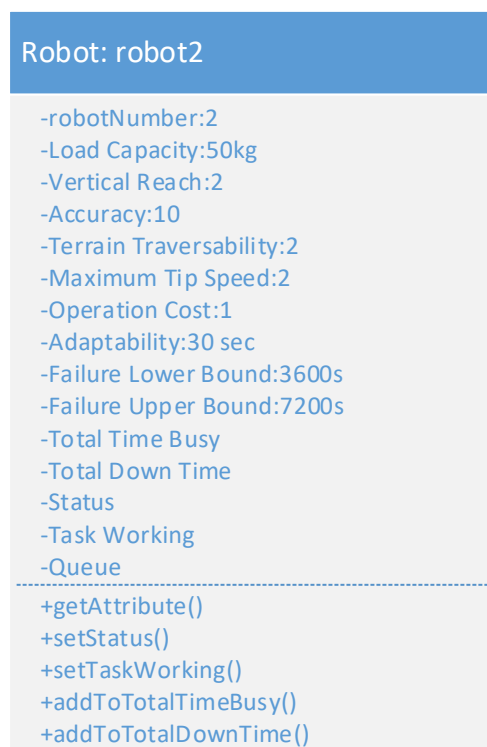 Robot: robot2
-robotNumber:2
-Load Capacity:50kg
-Vertical Reach:2
-Accuracy:10
-Terrain Traversability:2
-Maximum Tip Speed:2
-Operation Cost:1
-Adaptability:30 sec
-Failure Lower Bound:3600s
-Failure Upper Bound:7200s
-Total Time Busy
-Total Down Time
-Status
-Task Working
-Queue
+getAttribute()
+setStatus()
+setTaskWorking()
+addToTotalTimeBusy()
+addToTotalDownTime()